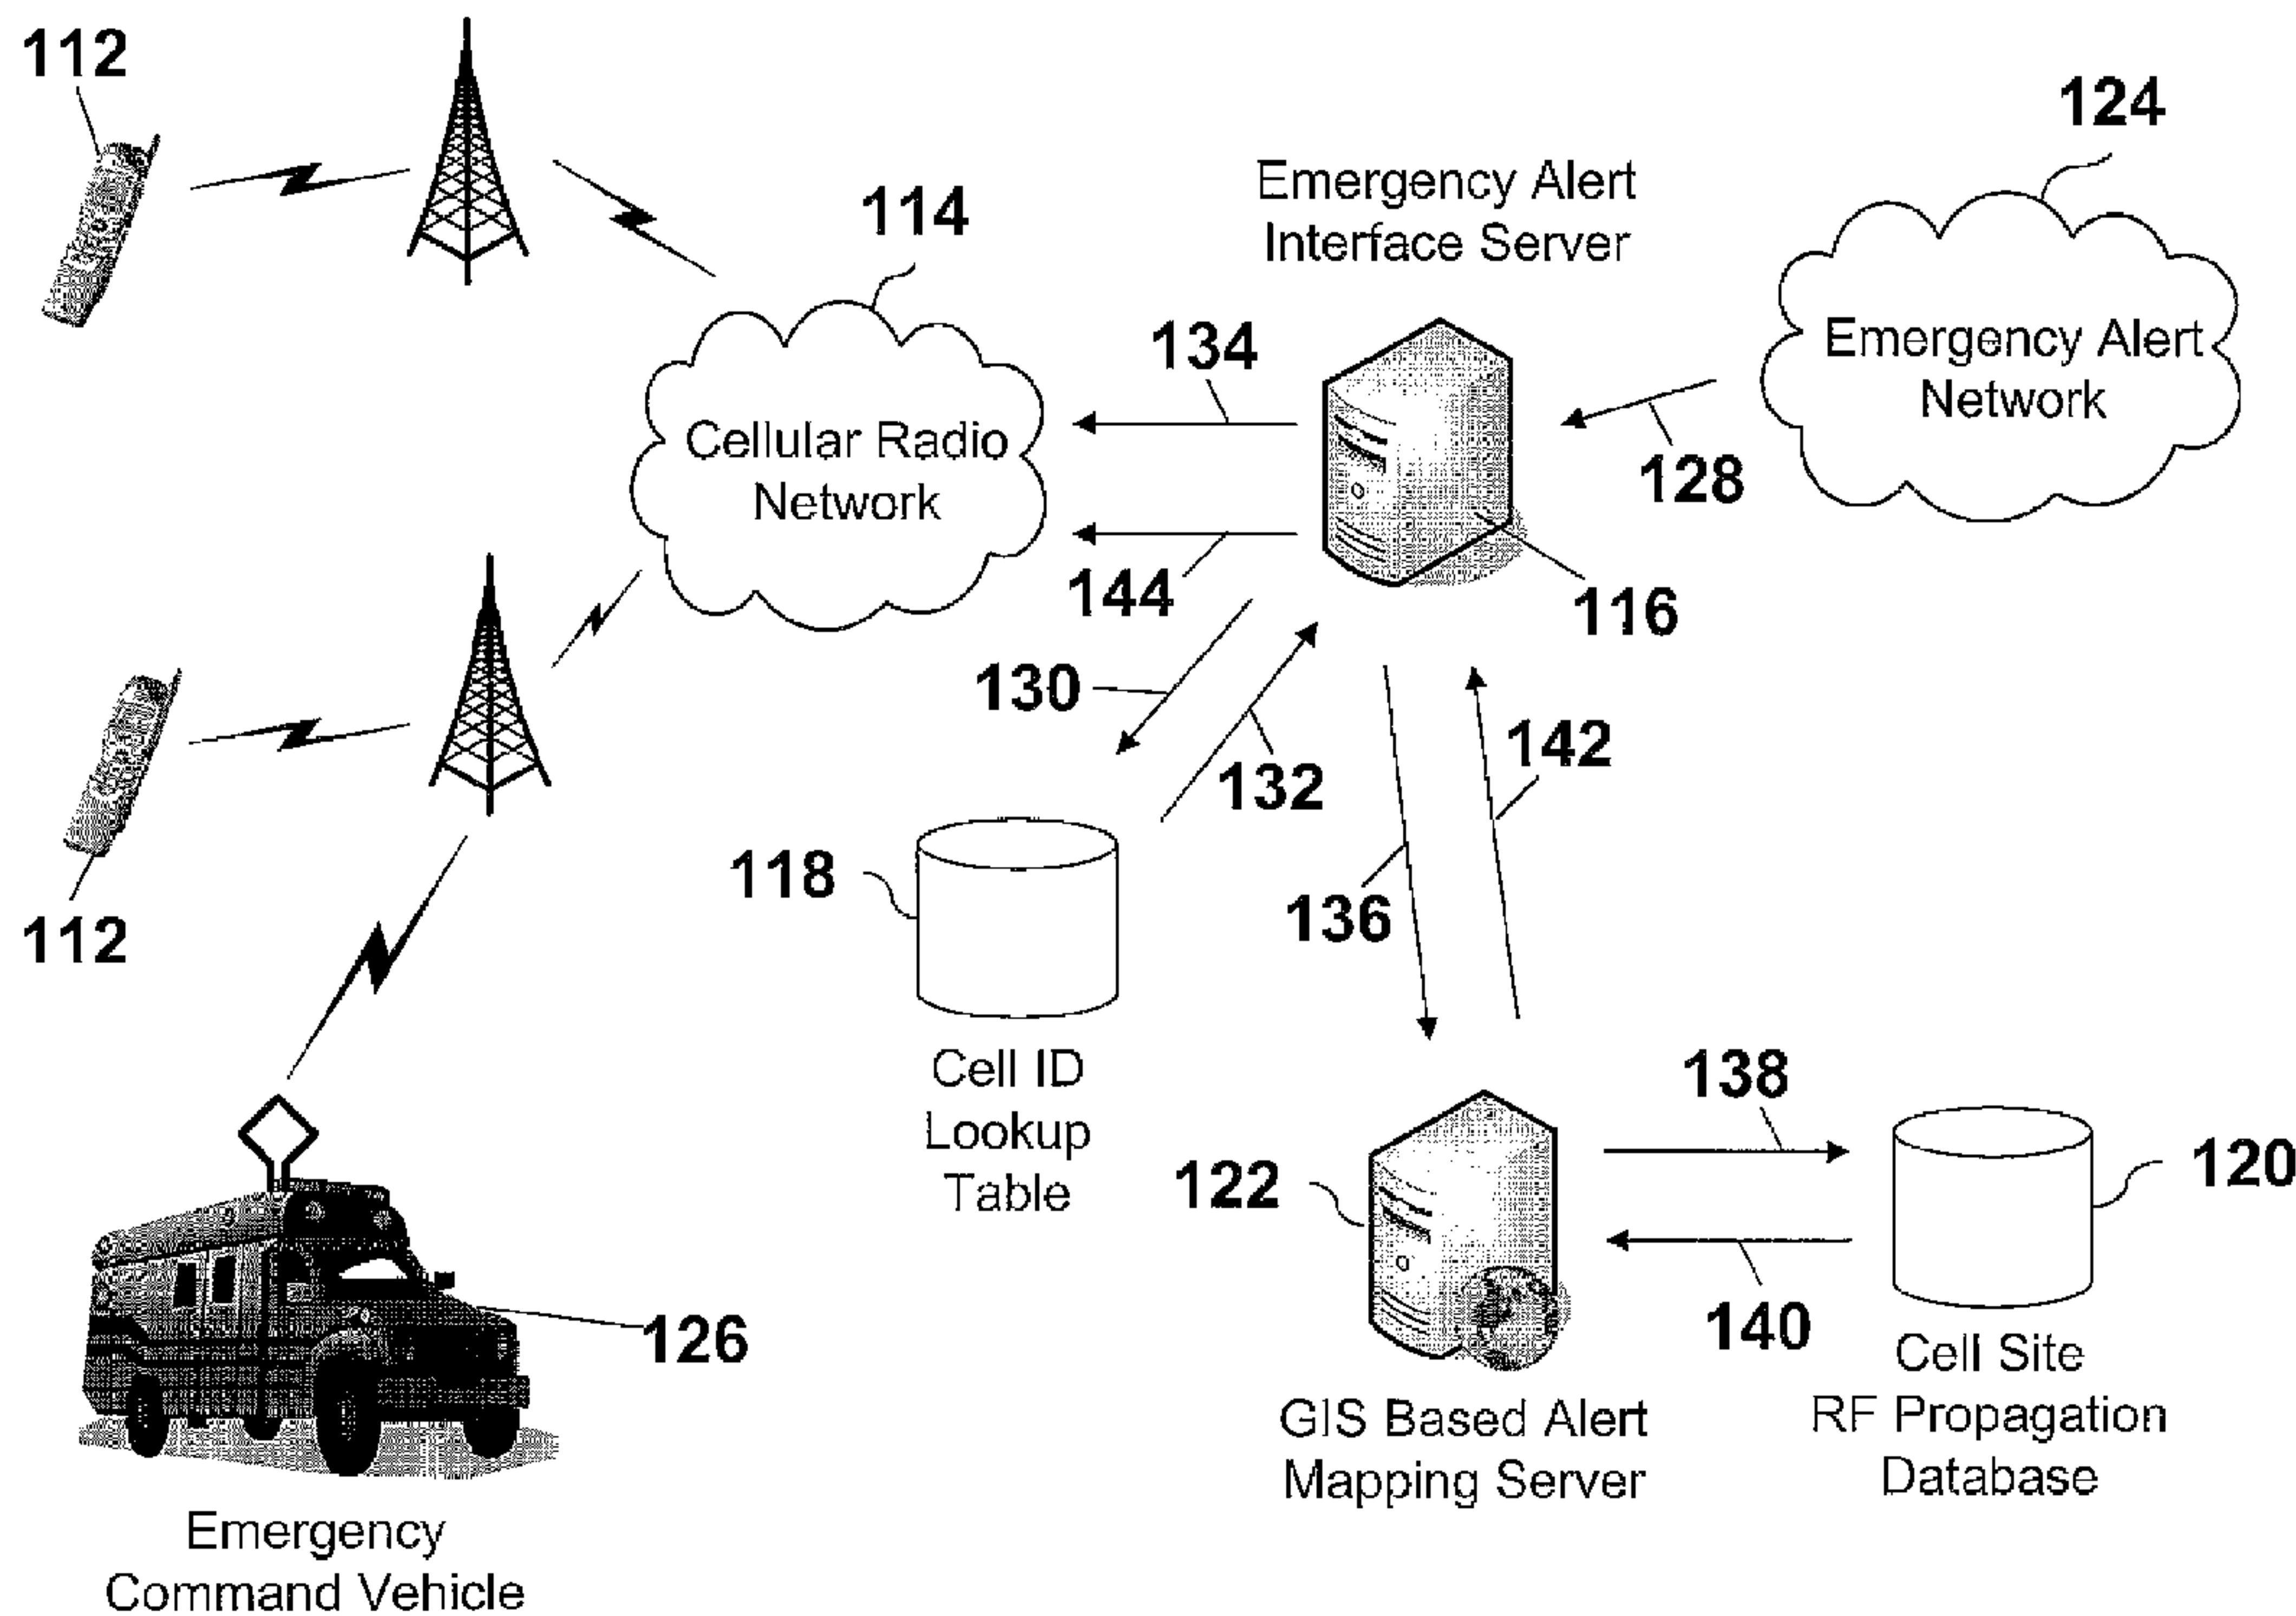 112
124
Emergency Alert
Interface Server
114
Emergency Alert
Network
134
Cellular Radio
Network
128
144
116
130
142
132
118
136
112
Cell ID
Lookup
Table
138
122
120
126
140
Cell Site
RF Propagation
Database
GIS Based Alert
Mapping Server
Emergency
Command Vehicle